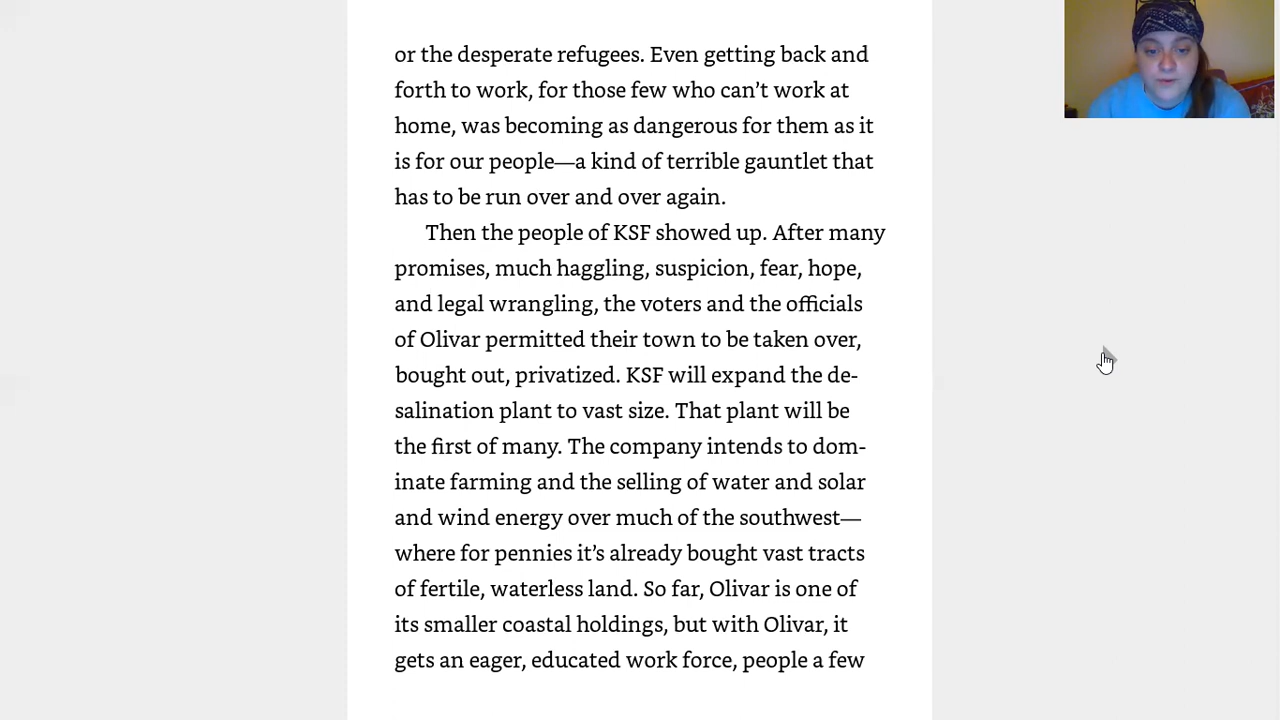 or the desperate refugees. Even getting back and
forth to work, for those few who can’t work at
home, was becoming as dangerous for them as it
is for our people—a kind of terrible gauntlet that
has to be run over and over again.
Then the people of KSF showed up. After many
promises, much haggling, suspicion, fear, hope,
and legal wrangling, the voters and the officials
of Olivar permitted their town to be taken over,
bought out, privatized. KSF will expand the de-
salination plant to vast size. That plant will be
the first of many. The company intends to dom-
inate farming and the selling of water and solar
and wind energy over much of the southwest—
where for pennies it’s already bought vast tracts
of fertile, waterless land. So far, Olivar is one of
its smaller coastal holdings, but with Olivar, it
gets an eager, educated work force, people a few